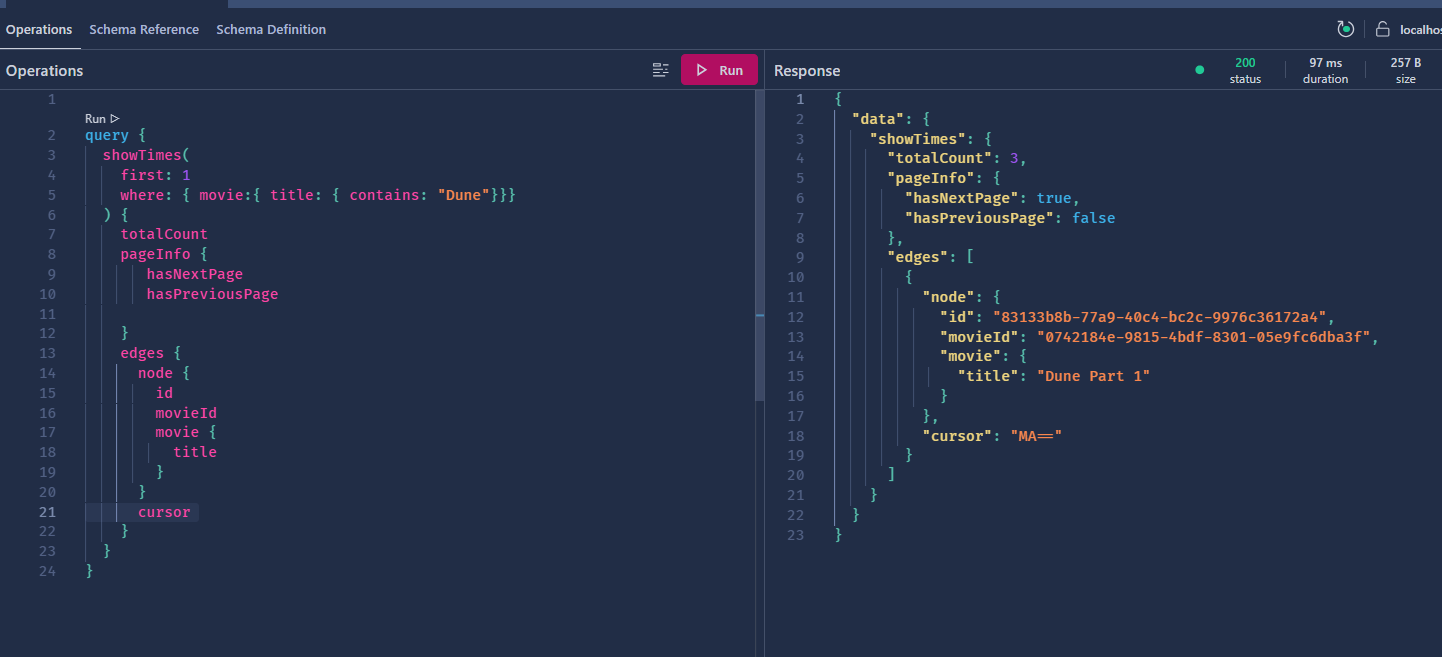 Operations Schema Reference Schema Definition localhos
Operations Run Response 200 status 97 ms duration 257 B size
1
Run
2 query {
3 showTimes(
4 first: 1
5 where: { movie:{ title: { contains: "Dune"}}}
6 ) {
7 totalCount
8 pageInfo {
9 hasNextPage
10 hasPreviousPage
11
12 }
13 edges {
14 node {
15 id
16 movieId
17 movie {
18 title
19 }
20 }
21 cursor
22 }
23 }
24 }
1 {
2 "data": {
3 "showTimes": {
4 "totalCount": 3,
5 "pageInfo": {
6 "hasNextPage": true,
7 "hasPreviousPage": false
8 },
9 "edges": [
10 {
11 "node": {
12 "id": "83133b8b-77a9-40c4-bc2c-9976c36172a4",
13 "movieId": "0742184e-9815-4bdf-8301-05e9fc6dba3f",
14 "movie": {
15 "title": "Dune Part 1"
16 }
17 },
18 "cursor": "MA=="
19 }
20 ]
21 }
22 }
23 }